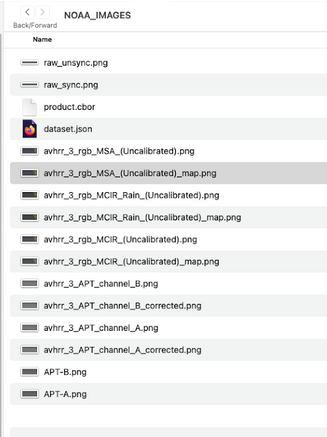 NOAA_IMAGES
Back/Forward
Name
raw_unsync.png
raw_sync.png
product.cbor
dataset.json
avhrr_3_rgb_MSA_(Uncalibrated).png
avhrr_3_rgb_MSA_(Uncalibrated)_map.png
avhrr_3_rgb_MCIR_Rain_(Uncalibrated).png
avhrr_3_rgb_MCIR_Rain_(Uncalibrated)_map.png
avhrr_3_rgb_MCIR_(Uncalibrated).png
avhrr_3_rgb_MCIR_(Uncalibrated)_map.png
avhrr_3_APT_channel_B.png
avhrr_3_APT_channel_B_corrected.png
avhrr_3_APT_channel_A.png
avhrr_3_APT_channel_A_corrected.png
APT-B.png
APT-A.png